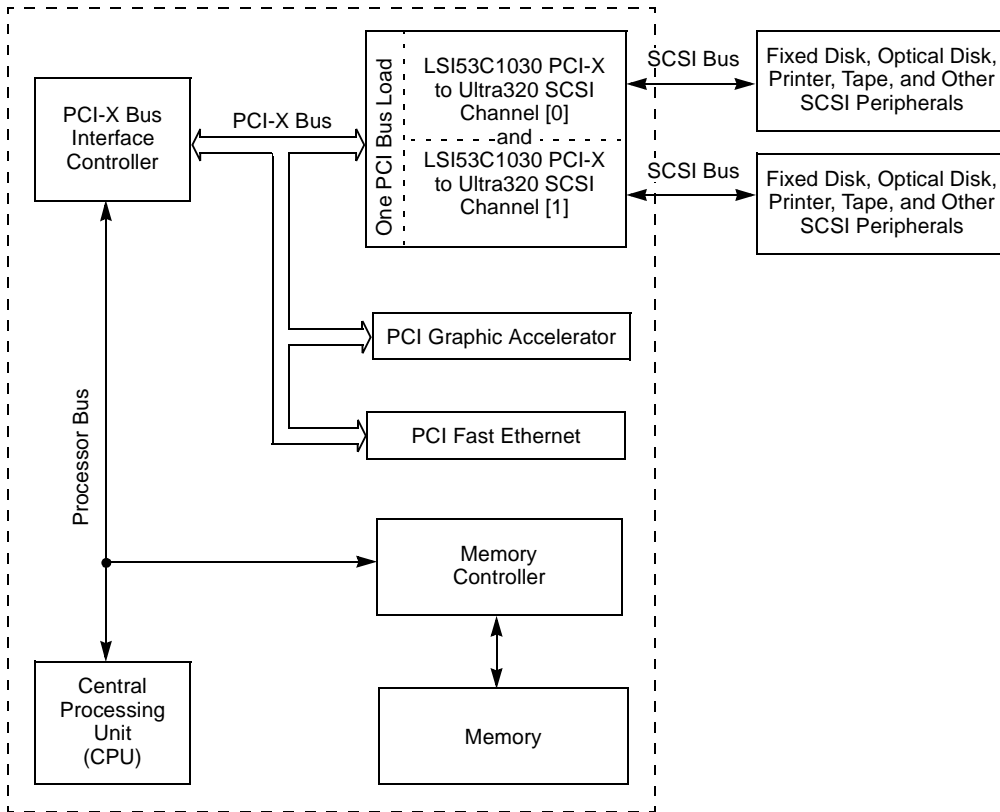 PCI-X Bus
Interface
Controller
PCI-X Bus
One PCI Bus Load
LSI53C1030 PCI-X
to Ultra320 SCSI
Channel [0]
and
LSI53C1030 PCI-X
to Ultra320 SCSI
Channel [1]
SCSI Bus
Fixed Disk, Optical Disk,
Printer, Tape, and Other
SCSI Peripherals
SCSI Bus
Fixed Disk, Optical Disk,
Printer, Tape, and Other
SCSI Peripherals
PCI Graphic Accelerator
PCI Fast Ethernet
Processor Bus
Memory
Controller
Central
Processing
Unit
(CPU)
Memory